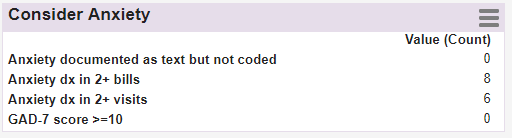 Consider Anxiety
Value (Count)
Anxiety documented as text but not coded 0
Anxiety dx in 2+ bills 8
Anxiety dx in 2+ visits 6
GAD-7 score >=10 0